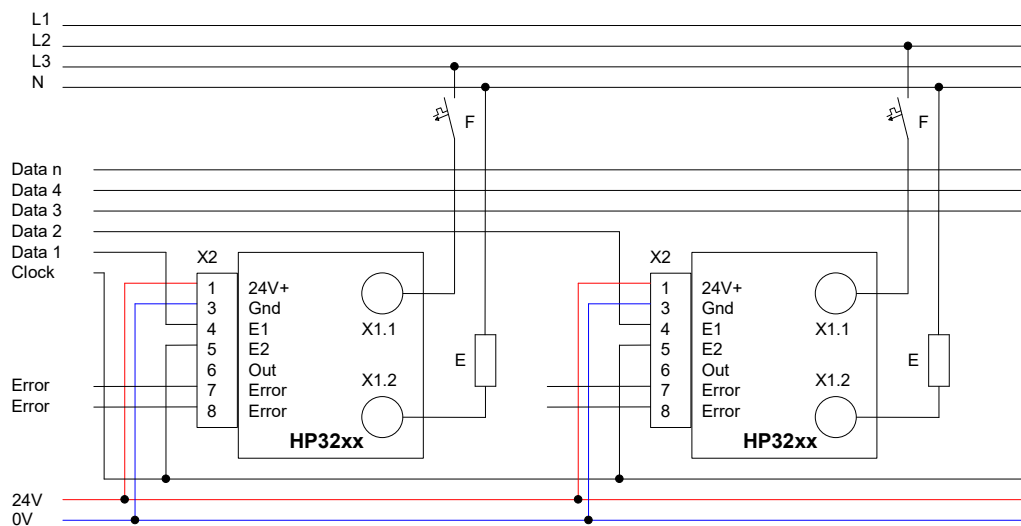 L1
L2
L3
N
F
F
Data n
Data 4
Data 3
Data 2
Data 1
Clock
X2
1 24V+
3 Gnd
4 E1
5 E2
6 Out
7 Error
8 Error
X1.1
X1.2
HP32xx
E
X2
1 24V+
3 Gnd
4 E1
5 E2
6 Out
7 Error
8 Error
X1.1
X1.2
HP32xx
E
Error
Error
24V
0V